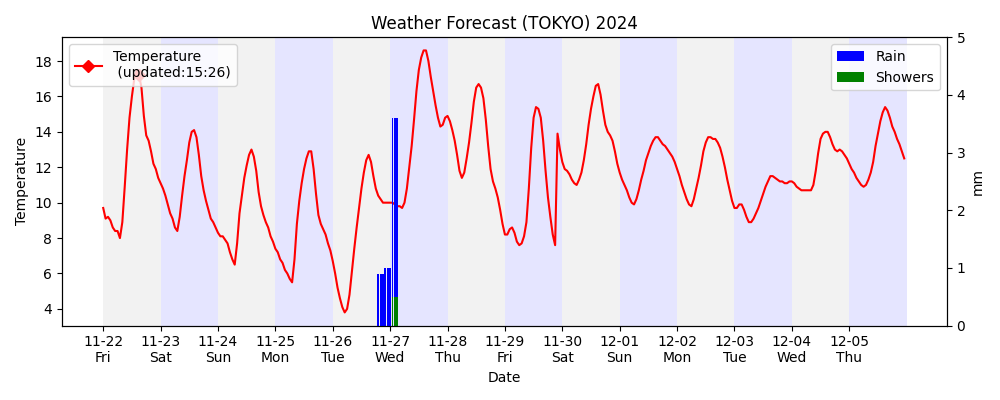 Weather Forecast (TOKYO) 2024
Temperature
(updated:15:26)
Rain
Showers
Temperature
18
16
14
12
10
8
6
4
5
4
3
2
1
0
mm
11-22 11-23 11-24 11-25 11-26 11-27 11-28 11-29 11-30 12-01 12-02 12-03 12-04 12-05
Fri Sat Sun Mon Tue Wed Thu Fri Sat Sun Mon Tue Wed Thu
Date